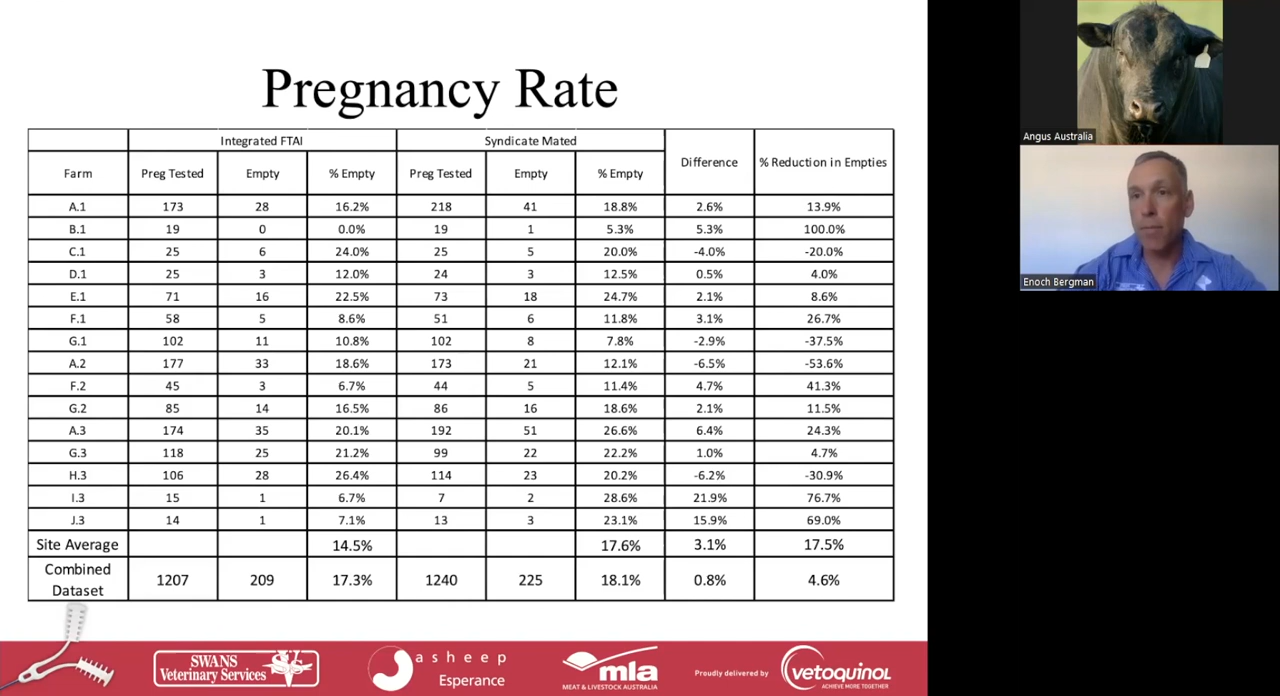 Pregnancy Rate
Integrated FTAI Syndicate Mated
Farm Preg Tested Empty % Empty Preg Tested Empty % Empty Difference % Reduction in Empties
A.1 173 28 16.2% 218 41 18.8% 2.6% 13.9%
B.1 19 0 0.0% 19 1 5.3% 5.3% 100.0%
C.1 25 6 24.0% 25 5 20.0% -4.0% -20.0%
D.1 25 3 12.0% 24 3 12.5% 0.5% 4.0%
E.1 71 16 22.5% 73 18 24.7% 2.1% 8.6%
F.1 58 5 8.6% 51 6 11.8% 3.1% 26.7%
G.1 102 11 10.8% 102 8 7.8% -2.9% -37.5%
A.2 177 33 18.6% 173 21 12.1% -6.5% -53.6%
F.2 45 3 6.7% 44 5 11.4% 4.7% 41.3%
G.2 85 14 16.5% 86 16 18.6% 2.1% 11.5%
A.3 174 35 20.1% 192 51 26.6% 6.4% 24.3%
G.3 118 25 21.2% 99 22 22.2% 1.0% 4.7%
H.3 106 28 26.4% 114 23 20.2% -6.2% -30.9%
I.3 15 1 6.7% 7 2 28.6% 21.9% 76.7%
J.3 14 1 7.1% 13 3 23.1% 15.9% 69.0%
Site Average 14.5% 17.6% 3.1% 17.5%
Combined
Dataset 1207 209 17.3% 1240 225 18.1% 0.8% 4.6%
SWANS
Veterinary Services
asheep
Esperance
mla
MEAT & LIVESTOCK AUSTRALIA
Proudly delivered by
vetoquinol
ACHIEVE MORE TOGETHER
Angus Australia
Enoch Bergman